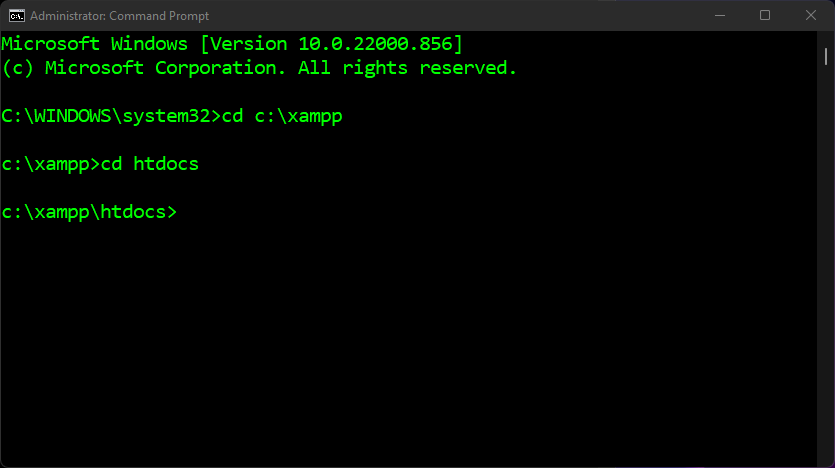 Administrator: Command Prompt
Microsoft Windows [Version 10.0.22000.856]
(c) Microsoft Corporation. All rights reserved.
C:\WINDOWS\system32>cd c:\xampp
c:\xampp>cd htdocs
c:\xampp\htdocs>